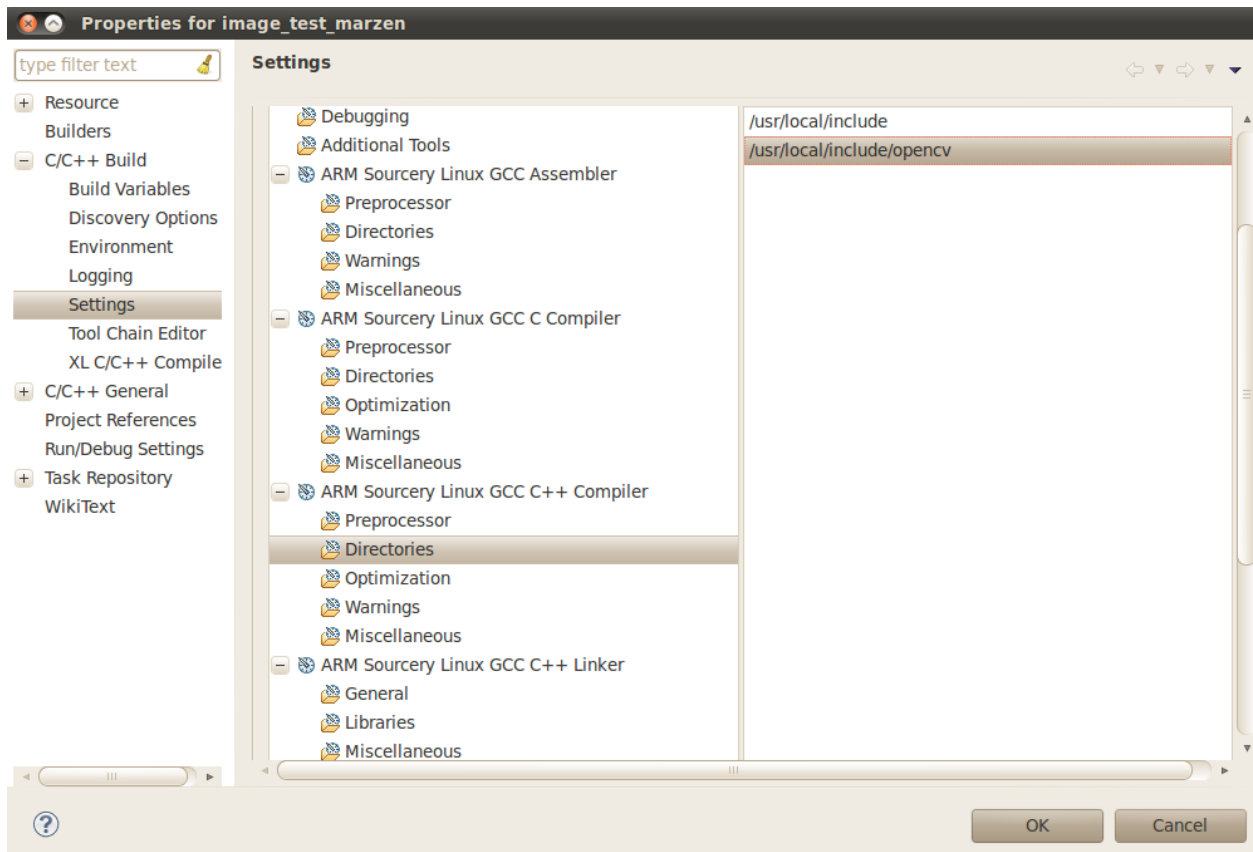 Properties for image_test_marzen
type filter text
Settings
Resource
Builders
C/C++ Build
Build Variables
Discovery Options
Environment
Logging
Settings
Tool Chain Editor
XL C/C++ Compile
C/C++ General
Project References
Run/Debug Settings
Task Repository
WikiText
Debugging
Additional Tools
ARM Sourcery Linux GCC Assembler
Preprocessor
Directories
Warnings
Miscellaneous
ARM Sourcery Linux GCC C Compiler
Preprocessor
Directories
Optimization
Warnings
Miscellaneous
ARM Sourcery Linux GCC C++ Compiler
Preprocessor
Directories
Optimization
Warnings
Miscellaneous
ARM Sourcery Linux GCC C++ Linker
General
Libraries
Miscellaneous
/usr/local/include
/usr/local/include/opencv
OK
Cancel